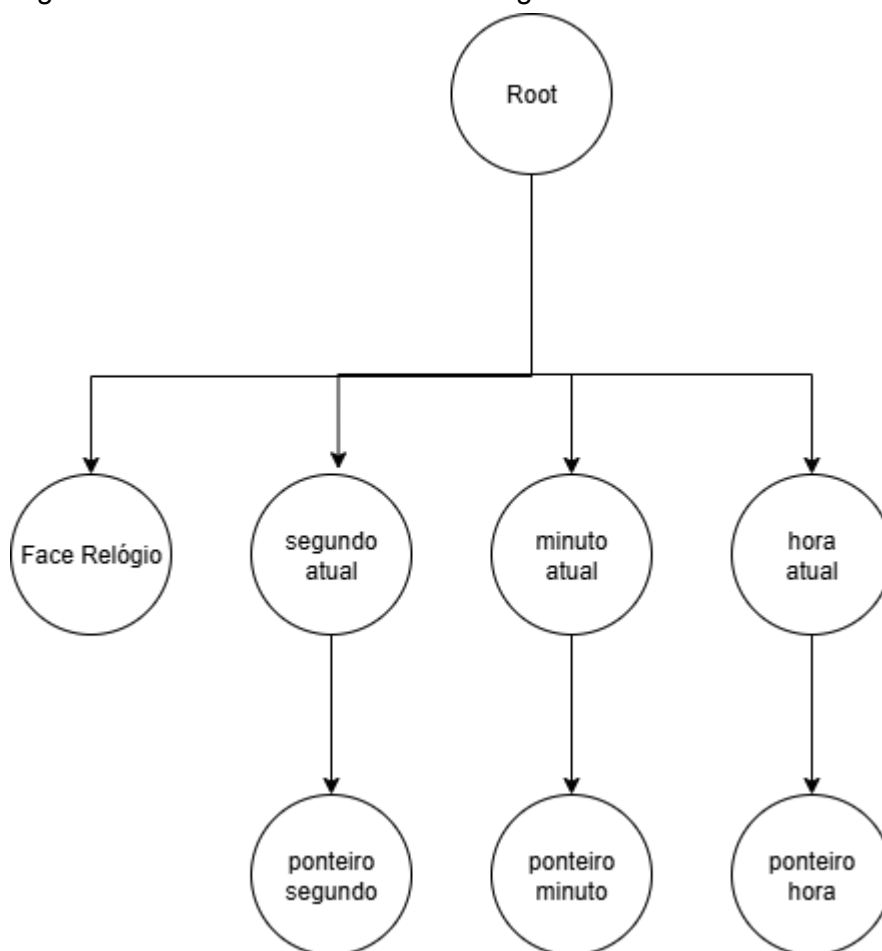 Root
Face Relógio
segundo
atual
minuto
atual
hora
atual
ponteiro
segundo
ponteiro
minuto
ponteiro
hora